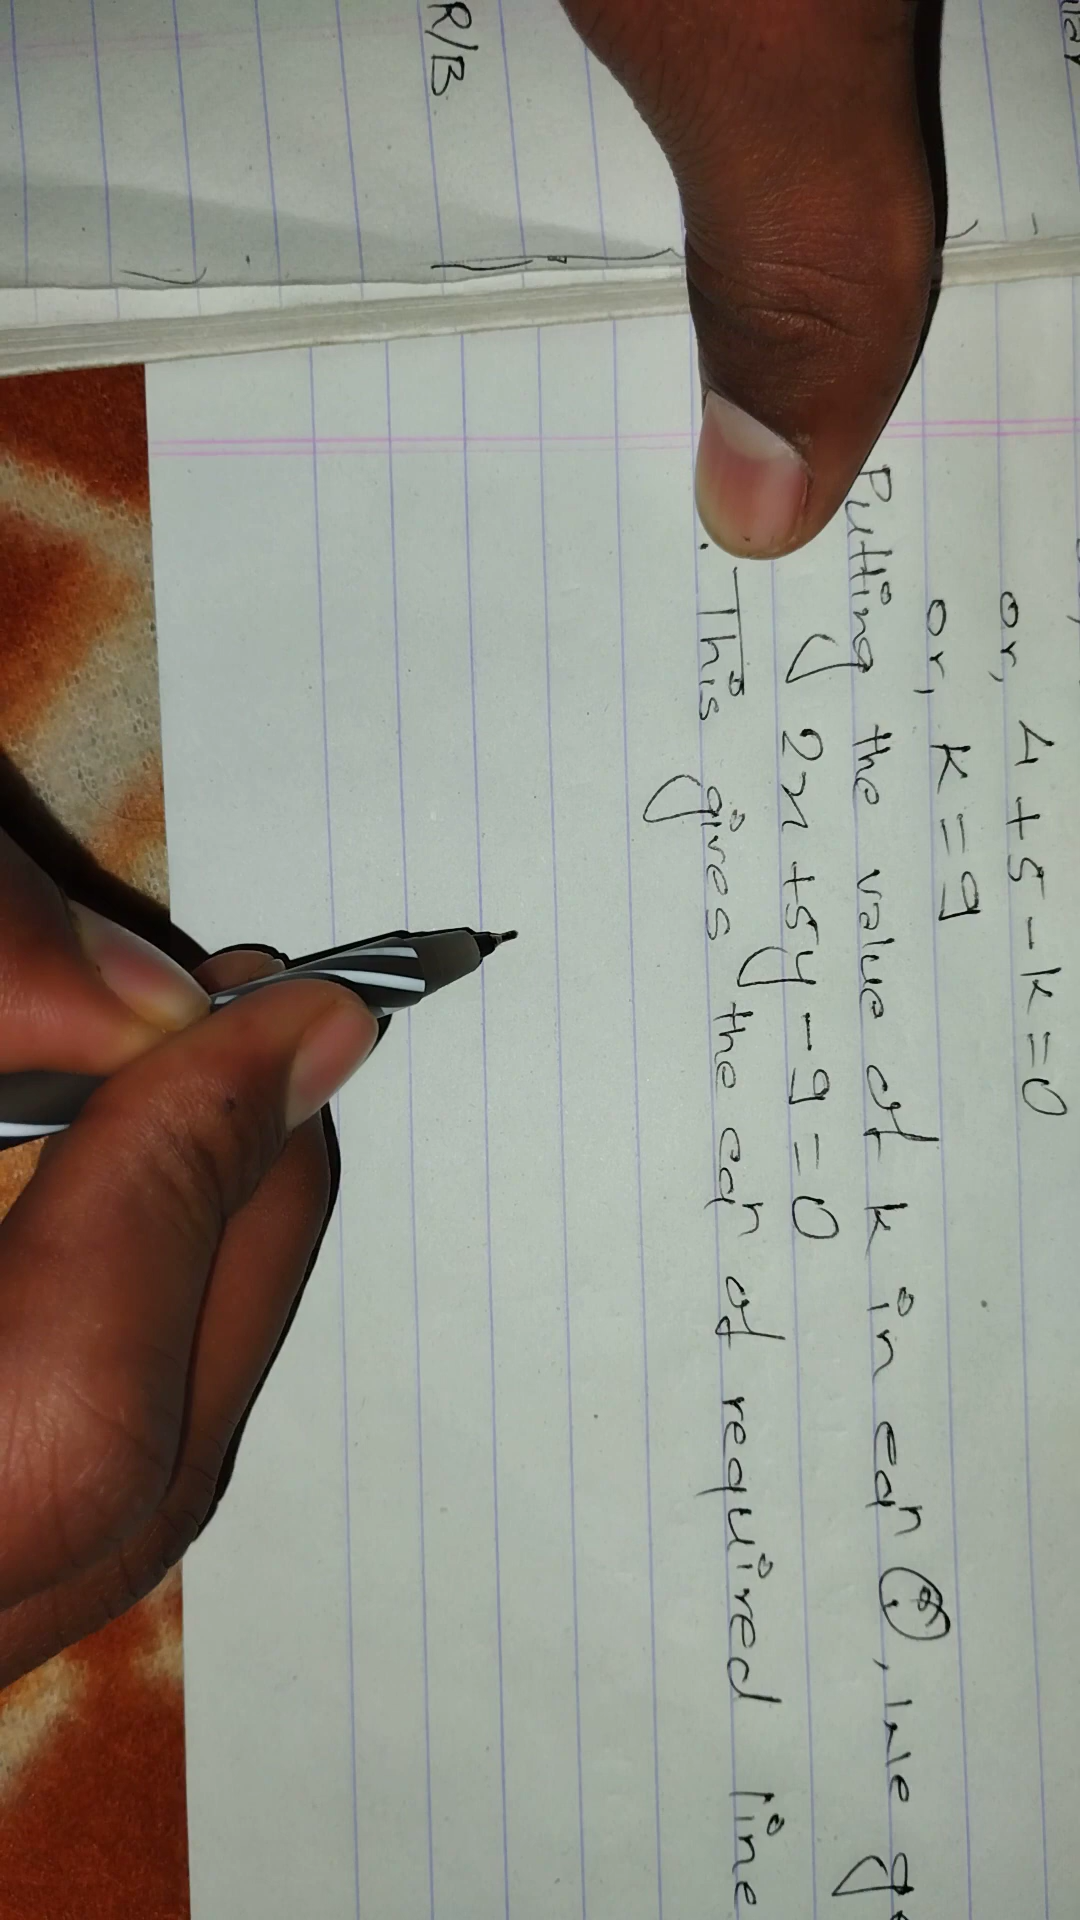 or, 4 + 5 - k = 0
or, k = 9
Putting the value of k in eqn, we
y 2x + 5y - 9 = 0
. This gives the eqn of required line
R/B